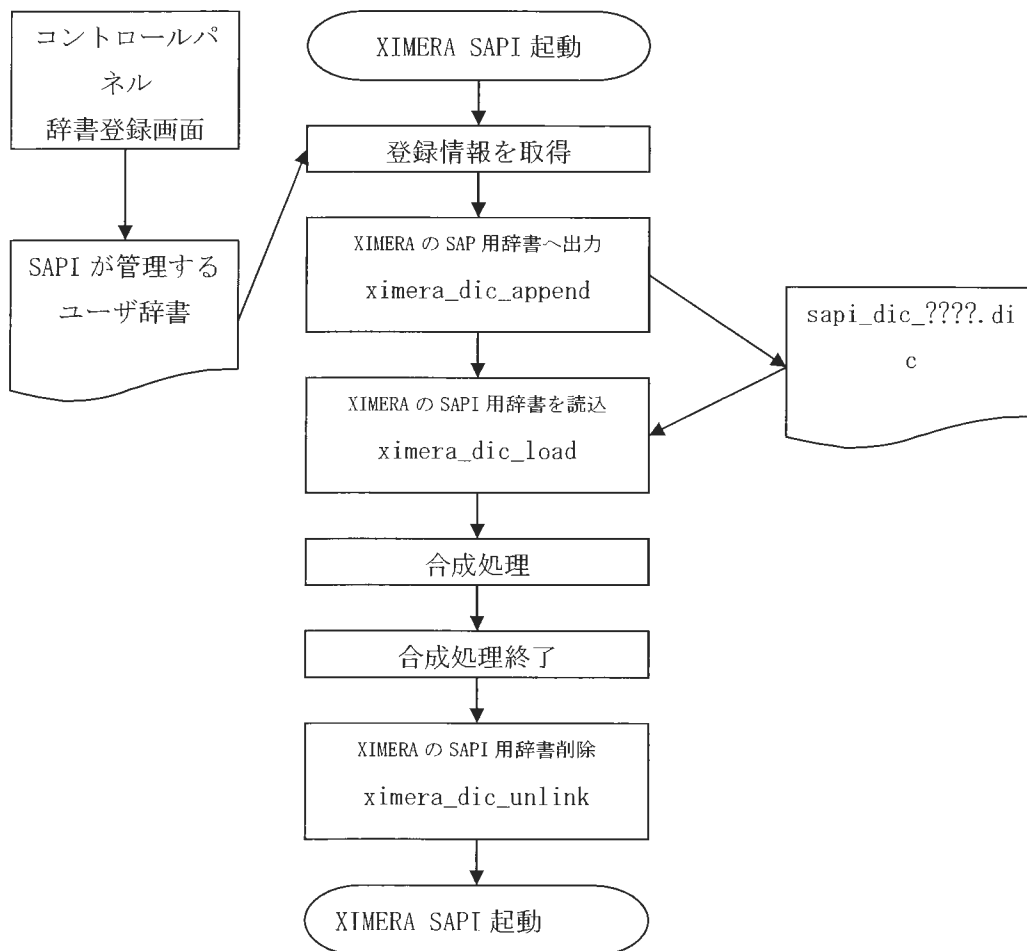 コントロールパ
ネル
辞書登録画面
SAPI が管理する
ユーザ辞書
XIMERA SAPI 起動
登録情報を取得
XIMERA の SAP 用辞書へ出力
ximera_dic_append
sapi_dic_????.di
c
XIMERA の SAPI 用辞書を読込
ximera_dic_load
合成処理
合成処理終了
XIMERA の SAPI 用辞書削除
ximera_dic_unlink
XIMERA SAPI 起動